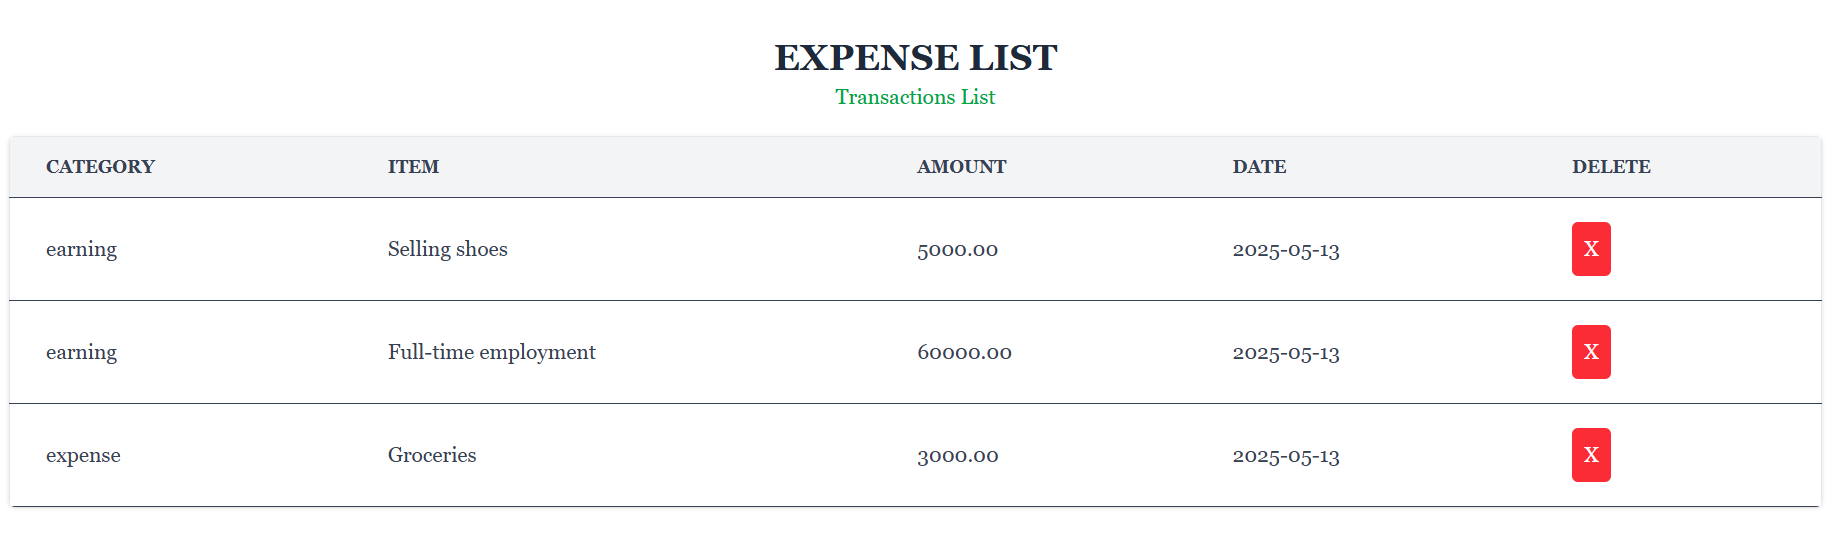 EXPENSE LIST
Transactions List
CATEGORY ITEM AMOUNT DATE DELETE
earning Selling shoes 5000.00 2025-05-13 X
earning Full-time employment 60000.00 2025-05-13 X
expense Groceries 3000.00 2025-05-13 X